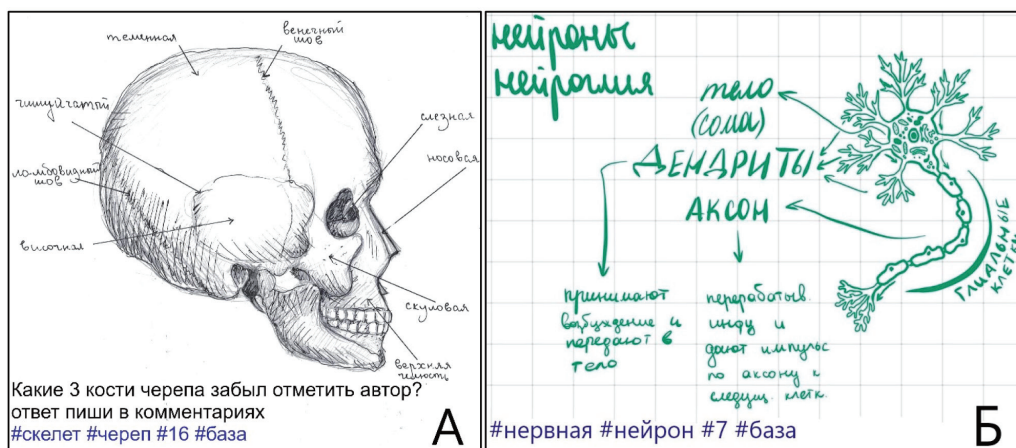 теменная
венечный
шов
чешуйчатый
слезная
носовая
шов
височная
скуловая
верхняя
челюсть
Какие 3 кости черепа забыл отметить автор?
ответ пиши в комментариях
#скелет #череп #16 #база
А
нейроны
нейроглия
тело
(сома)
ДЕНДРИТЫ
АКСОН
ГЛИАЛЬНЫЕ
КЛЕТКИ
принимают
возбуждение и
передают в
тело
переработыв.
инфу и
дают импульс
по аксону к
следущ. клетк.
#нервная #нейрон #7 #база
Б